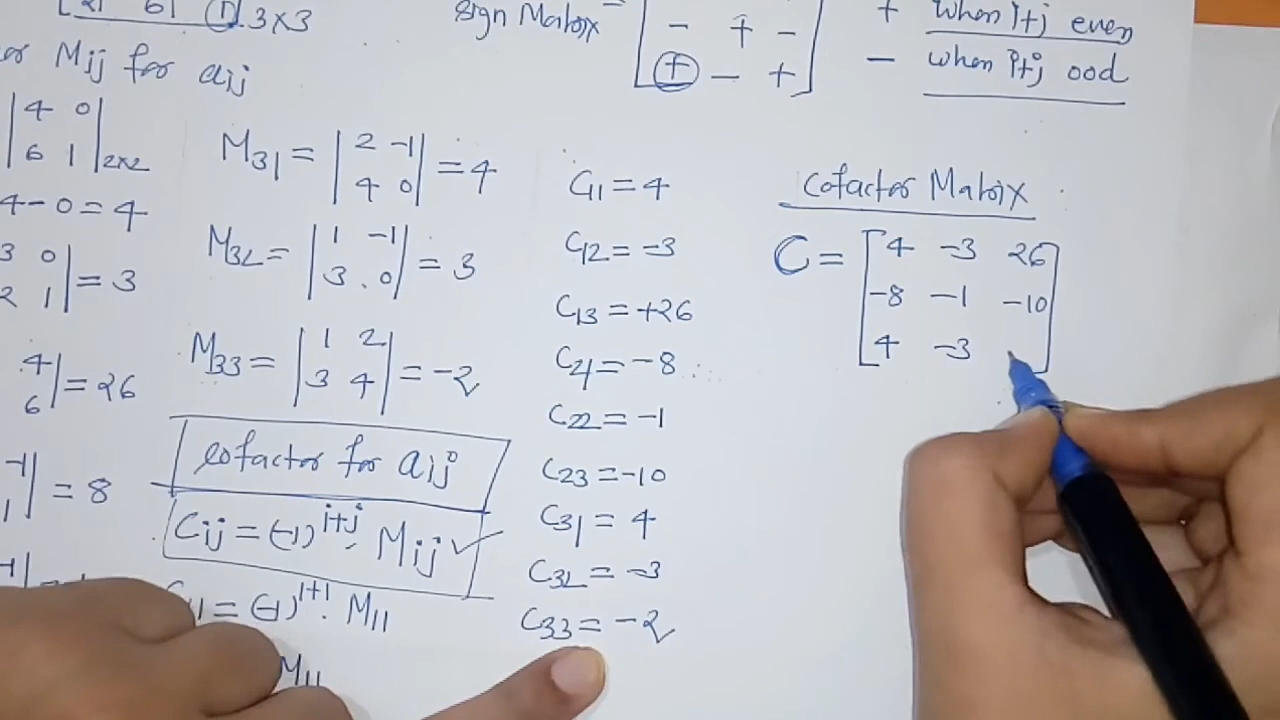 3×3
Sign Matrix =
- + -
+ - +
+ when i+j even
- when i+j ood
Mij for aij
4 0
6 1 2×2
4-0=4
3 0
2 1 = 3
4
6 = 26
-1
1 = 8
M31 = | 2 -1 |
| 4 0 | = 4
M32 = | 1 -1 |
| 3 0 | = 3
M33 = | 1 2 |
| 3 4 | = -2
cofactor for aij
Cij = (-1)^i+j . Mij ✓
11 = (-1)^1+1 . M11
M11
C11 = 4
C12 = -3
C13 = +26
C21 = -8
C22 = -1
C23 = -10
C31 = 4
C32 = -3
C33 = -2
Cofactor Matrix
C = [ 4 -3 26
-8 -1 -10
4 -3 ]